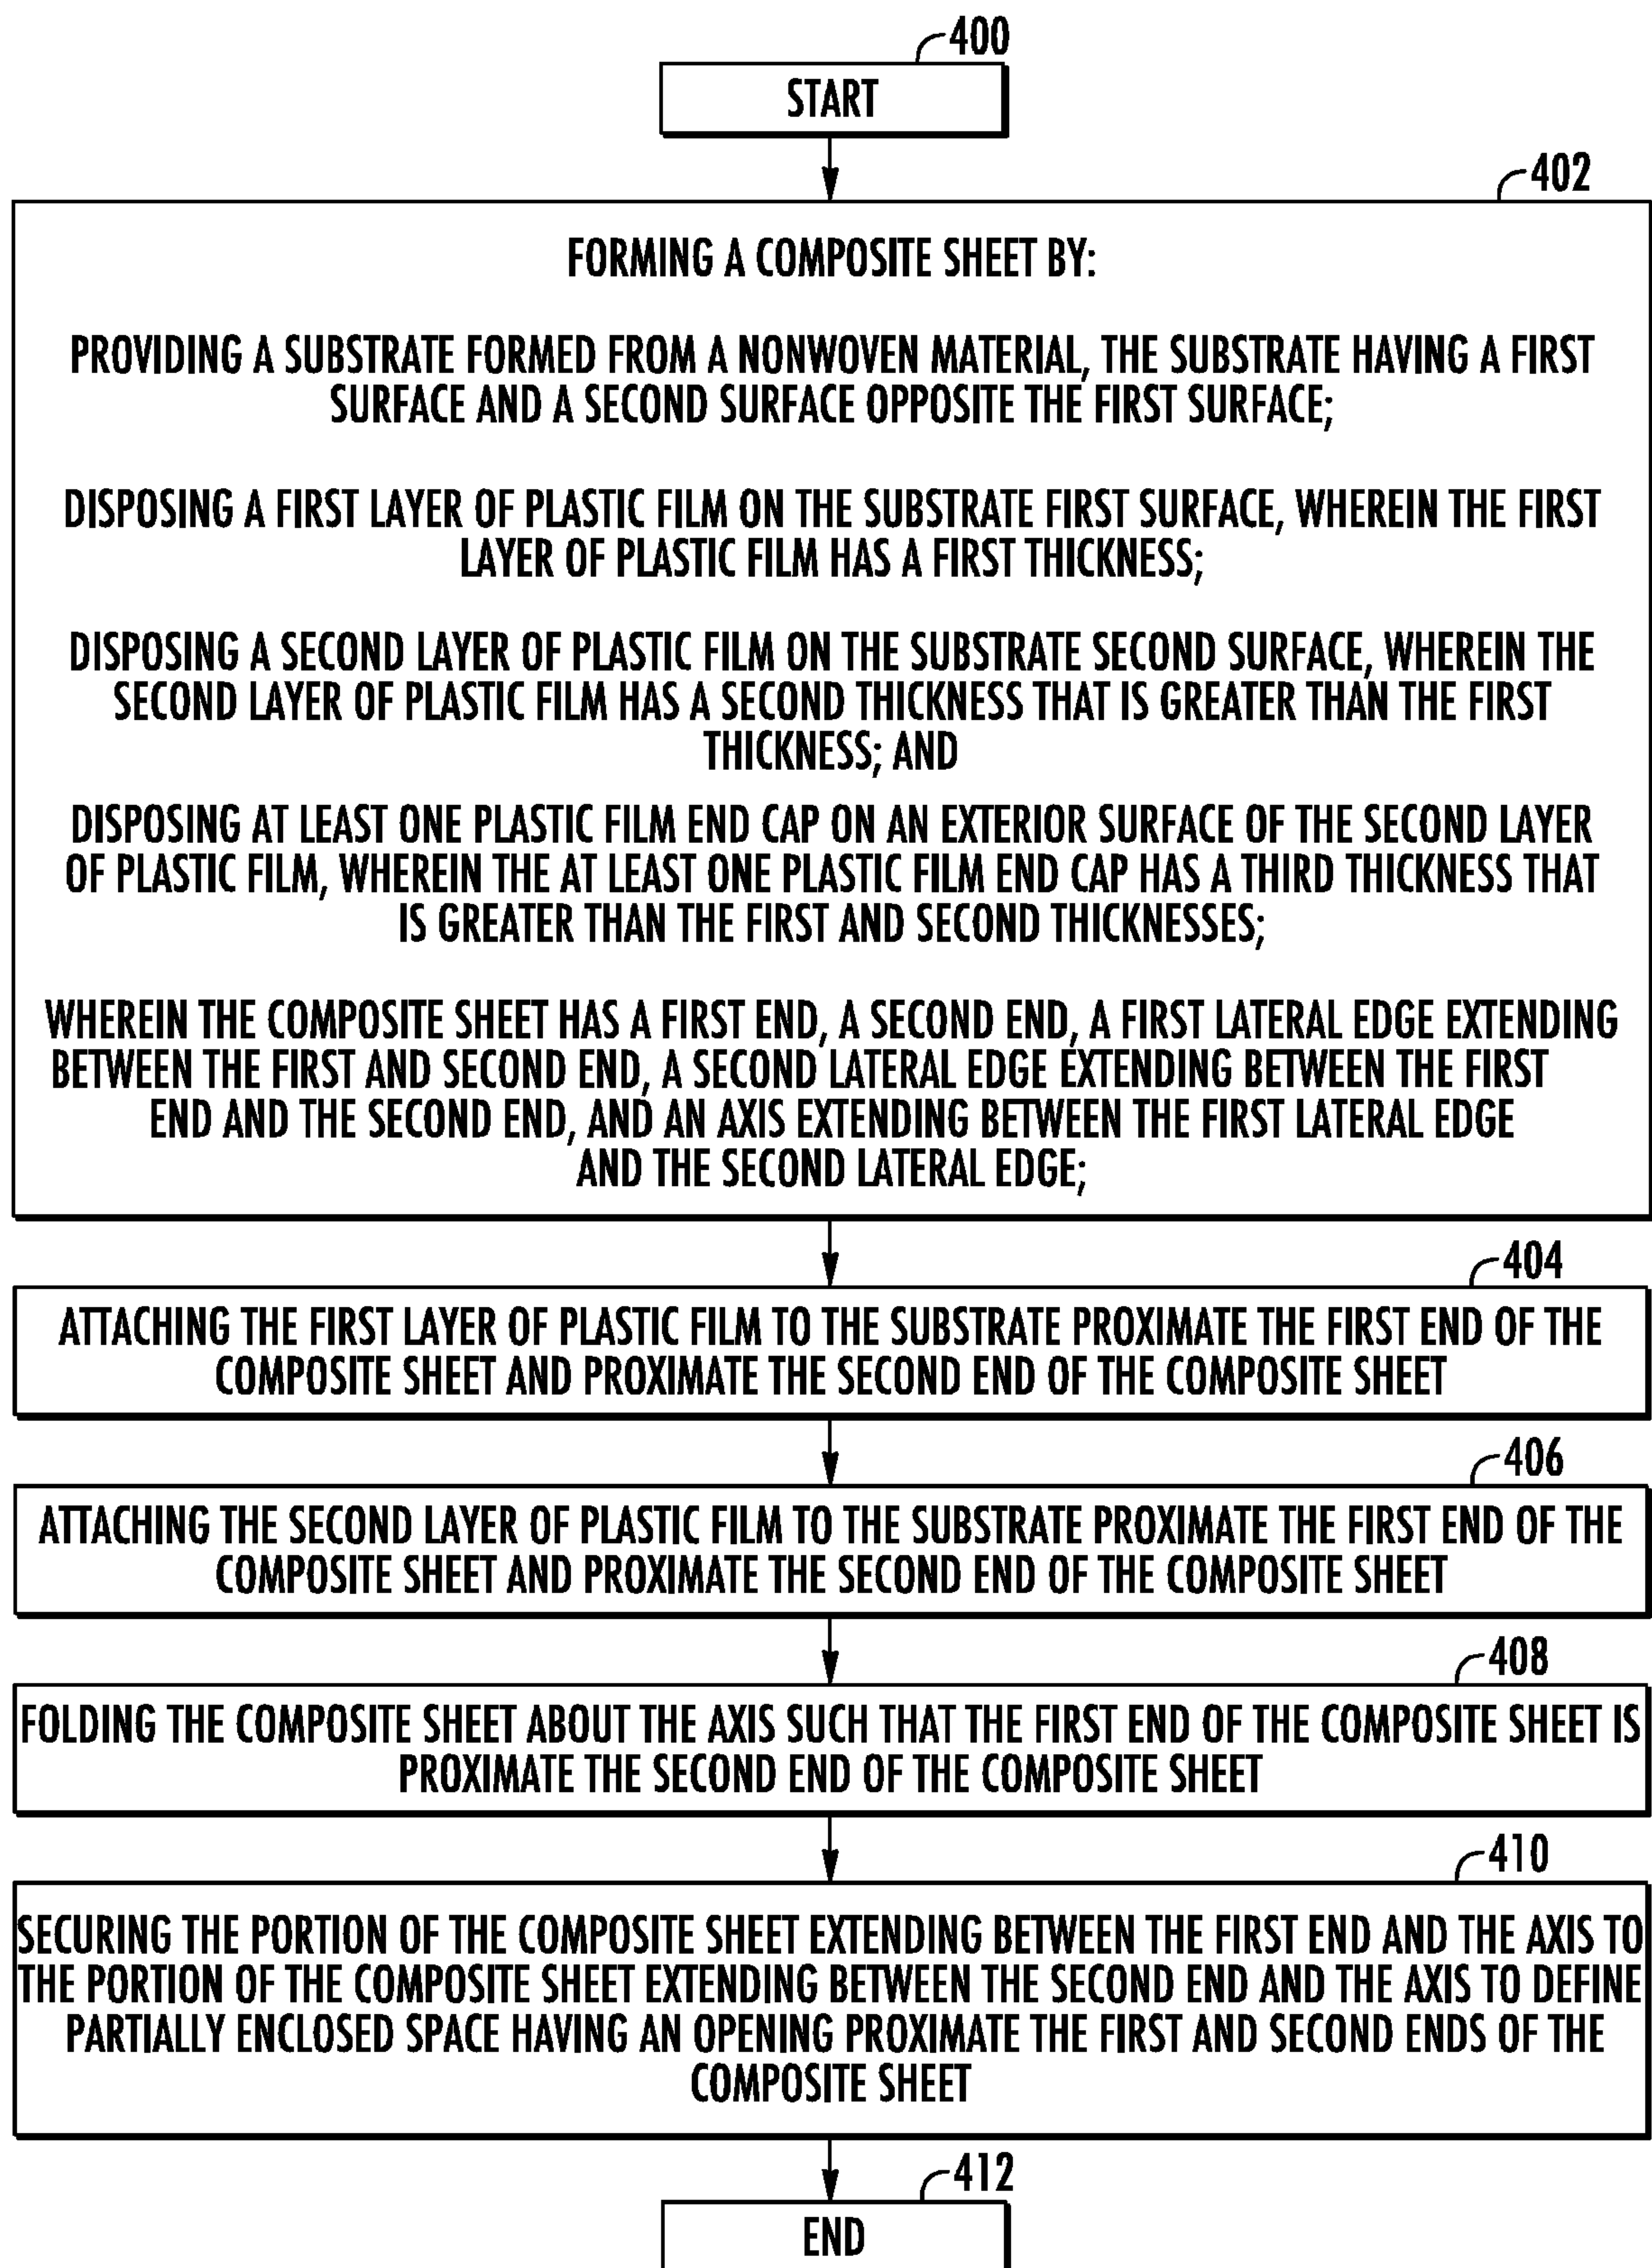 400
START
402
FORMING A COMPOSITE SHEET BY:
PROVIDING A SUBSTRATE FORMED FROM A NONWOVEN MATERIAL, THE SUBSTRATE HAVING A FIRST
SURFACE AND A SECOND SURFACE OPPOSITE THE FIRST SURFACE;
DISPOSING A FIRST LAYER OF PLASTIC FILM ON THE SUBSTRATE FIRST SURFACE, WHEREIN THE FIRST
LAYER OF PLASTIC FILM HAS A FIRST THICKNESS;
DISPOSING A SECOND LAYER OF PLASTIC FILM ON THE SUBSTRATE SECOND SURFACE, WHEREIN THE
SECOND LAYER OF PLASTIC FILM HAS A SECOND THICKNESS THAT IS GREATER THAN THE FIRST
THICKNESS; AND
DISPOSING AT LEAST ONE PLASTIC FILM END CAP ON AN EXTERIOR SURFACE OF THE SECOND LAYER
OF PLASTIC FILM, WHEREIN THE AT LEAST ONE PLASTIC FILM END CAP HAS A THIRD THICKNESS THAT
IS GREATER THAN THE FIRST AND SECOND THICKNESSES;
WHEREIN THE COMPOSITE SHEET HAS A FIRST END, A SECOND END, A FIRST LATERAL EDGE EXTENDING
BETWEEN THE FIRST AND SECOND END, A SECOND LATERAL EDGE EXTENDING BETWEEN THE FIRST
END AND THE SECOND END, AND AN AXIS EXTENDING BETWEEN THE FIRST LATERAL EDGE
AND THE SECOND LATERAL EDGE;
404
ATTACHING THE FIRST LAYER OF PLASTIC FILM TO THE SUBSTRATE PROXIMATE THE FIRST END OF THE
COMPOSITE SHEET AND PROXIMATE THE SECOND END OF THE COMPOSITE SHEET
406
ATTACHING THE SECOND LAYER OF PLASTIC FILM TO THE SUBSTRATE PROXIMATE THE FIRST END OF THE
COMPOSITE SHEET AND PROXIMATE THE SECOND END OF THE COMPOSITE SHEET
408
FOLDING THE COMPOSITE SHEET ABOUT THE AXIS SUCH THAT THE FIRST END OF THE COMPOSITE SHEET IS
PROXIMATE THE SECOND END OF THE COMPOSITE SHEET
410
SECURING THE PORTION OF THE COMPOSITE SHEET EXTENDING BETWEEN THE FIRST END AND THE AXIS TO
THE PORTION OF THE COMPOSITE SHEET EXTENDING BETWEEN THE SECOND END AND THE AXIS TO DEFINE
PARTIALLY ENCLOSED SPACE HAVING AN OPENING PROXIMATE THE FIRST AND SECOND ENDS OF THE
COMPOSITE SHEET
412
END